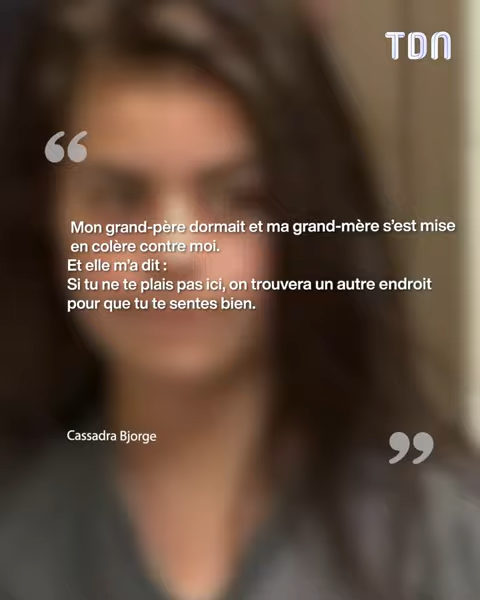 TDN
“
Mon grand-père dormait et ma grand-mère s’est mise
en colère contre moi.
Et elle m’a dit :
Si tu ne te plais pas ici, on trouvera un autre endroit
pour que tu te sentes bien.
Cassadra Bjorge
”